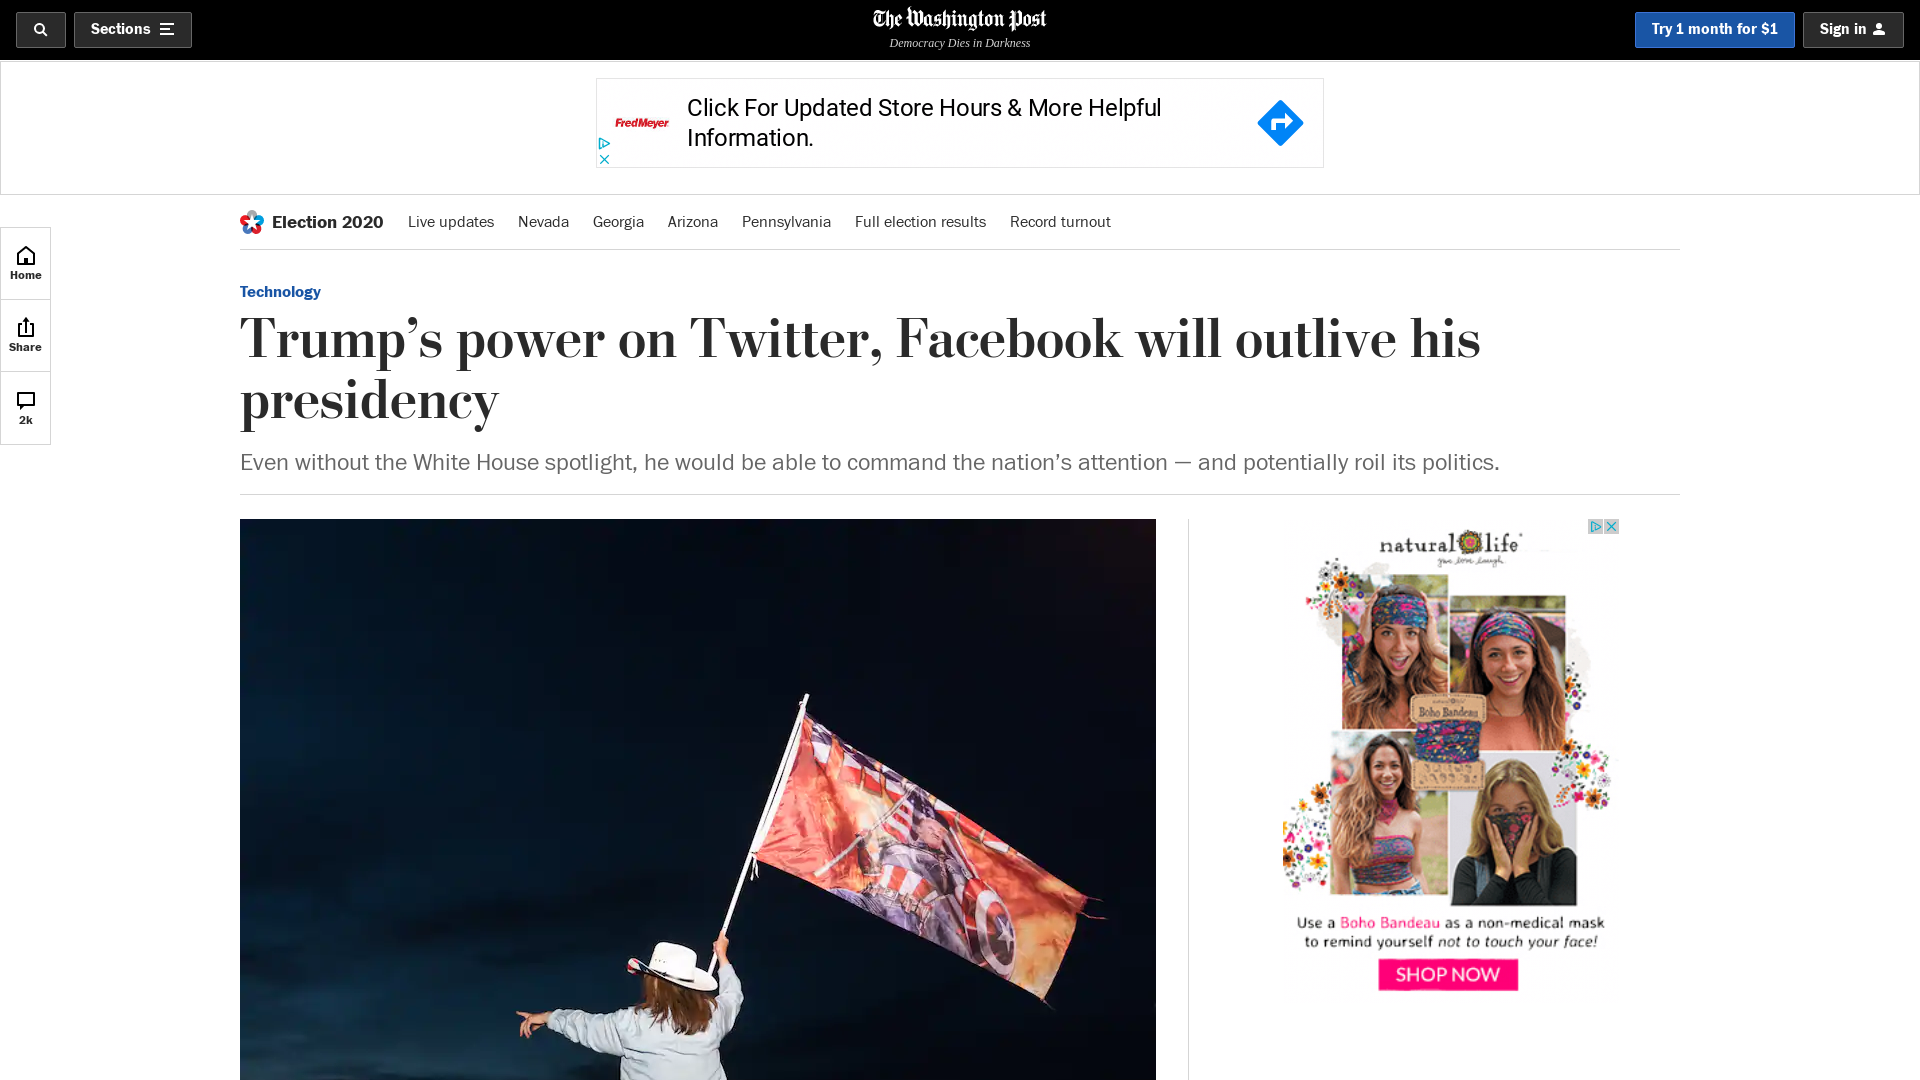 Sections
The Washington Post
Democracy Dies in Darkness
Try 1 month for $1
Sign in
FredMeyer
Click For Updated Store Hours & More Helpful
Information.
Election 2020
Live updates
Nevada
Georgia
Arizona
Pennsylvania
Full election results
Record turnout
Home
Share
2k
Technology
Trump’s power on Twitter, Facebook will outlive his
presidency
Even without the White House spotlight, he would be able to command the nation’s attention — and potentially roil its politics.
natural life
give love laugh
Boho Bandeau
Use a Boho Bandeau as a non-medical mask
to remind yourself not to touch your face!
SHOP NOW